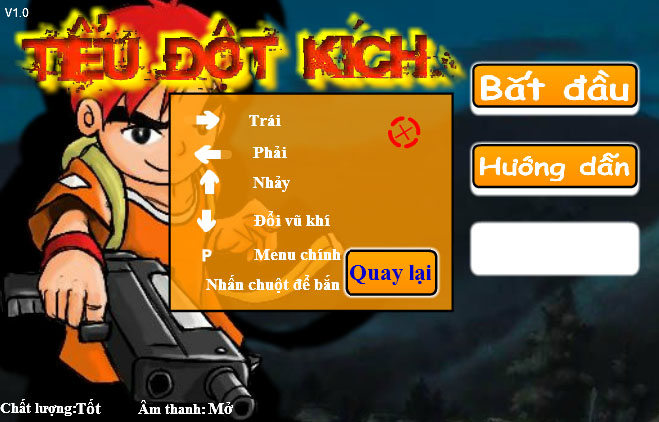 V1.0
TẾU ĐỘT KÍCH
Bắt đầu
Trái
Phải
Hướng dẫn
Nhảy
Đổi vũ khí
P Menu chính
Nhấn chuột để bắn
Quay lại
Chất lượng:Tốt
Âm thanh: Mở